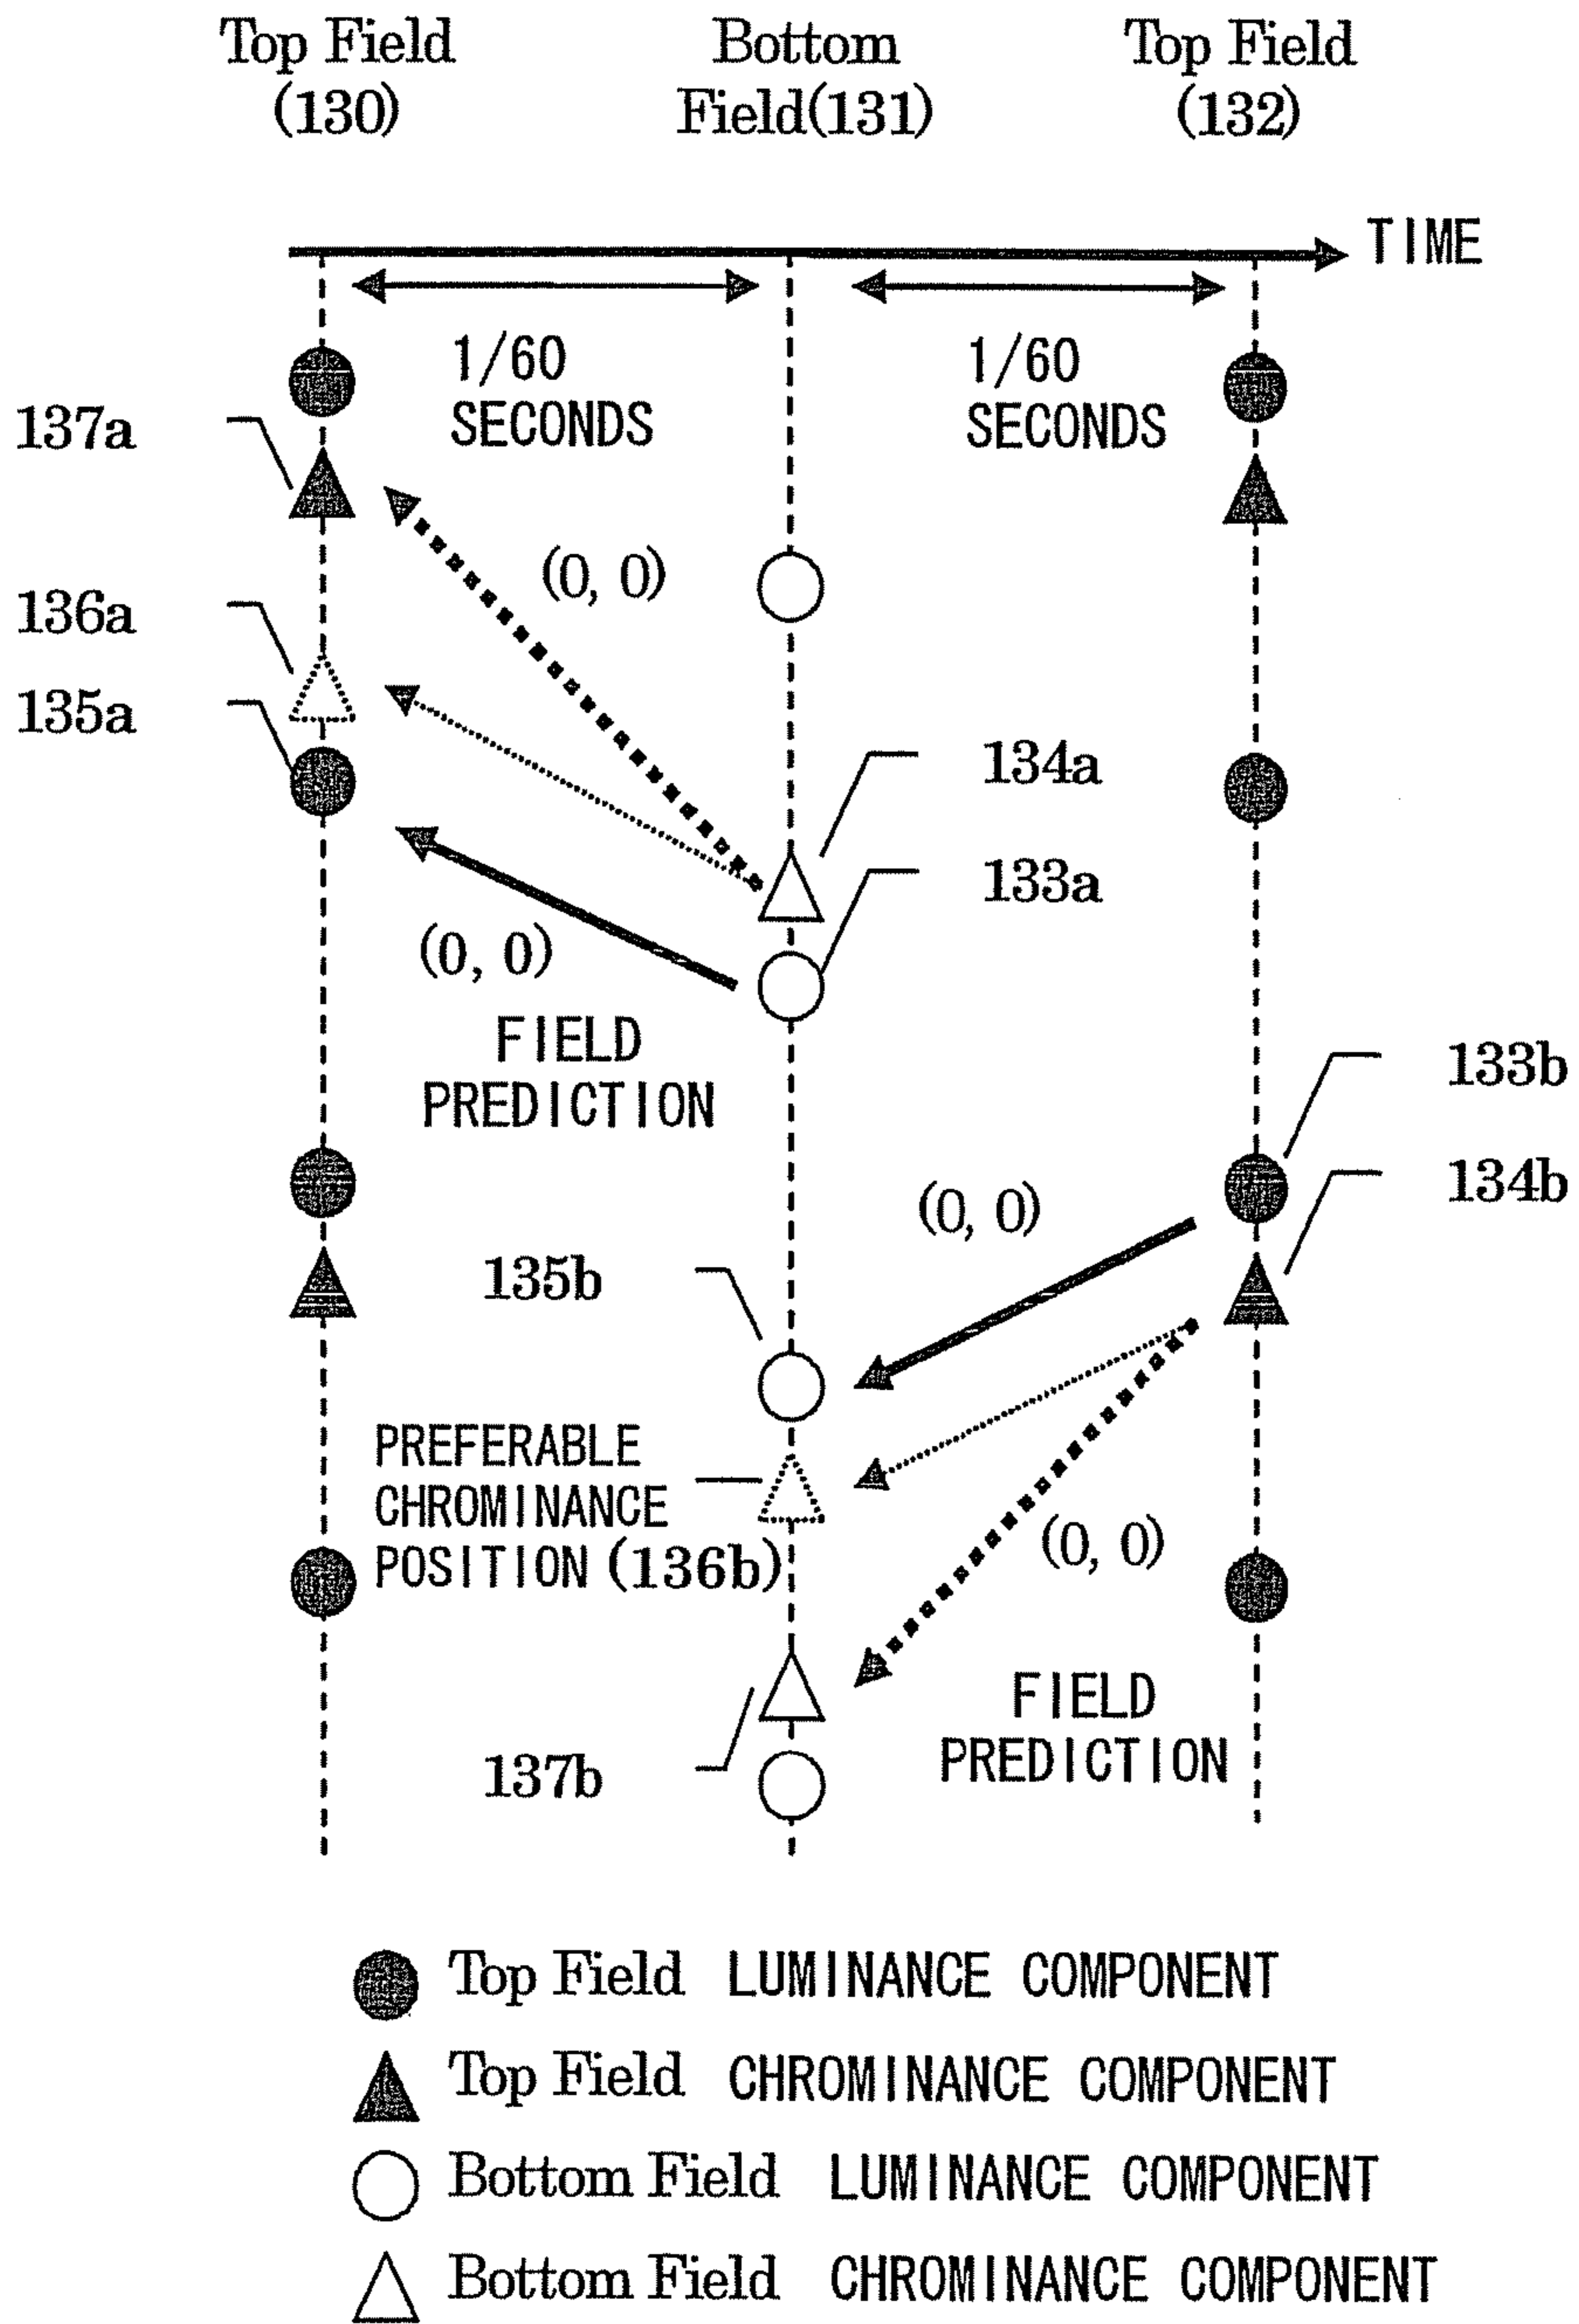 Top Field
(130)
Bottom
Field(131)
Top Field
(132)
TIME
1/60
SECONDS
1/60
SECONDS
137a
(0, 0)
136a
135a
134a
133a
(0, 0)
FIELD
PREDICTION
133b
134b
(0, 0)
135b
PREFERABLE
CHROMINANCE
POSITION (136b)
(0, 0)
FIELD
PREDICTION
137b
Top Field LUMINANCE COMPONENT
Top Field CHROMINANCE COMPONENT
Bottom Field LUMINANCE COMPONENT
Bottom Field CHROMINANCE COMPONENT